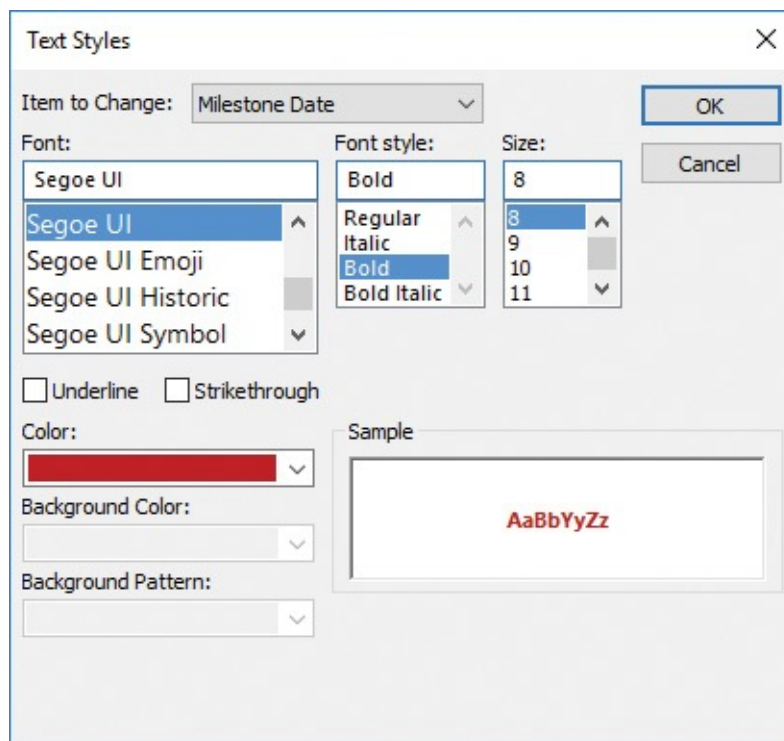 Text Styles
Item to Change: Milestone Date OK
Font: Font style: Size:
Segoe UI Bold 8 Cancel
Segoe UI Regular 8
Segoe UI Emoji Italic 9
Segoe UI Historic Bold 10
Segoe UI Symbol Bold Italic 11
Underline Strikethrough
Color: Sample
AaBbYyZz
Background Color:
Background Pattern: